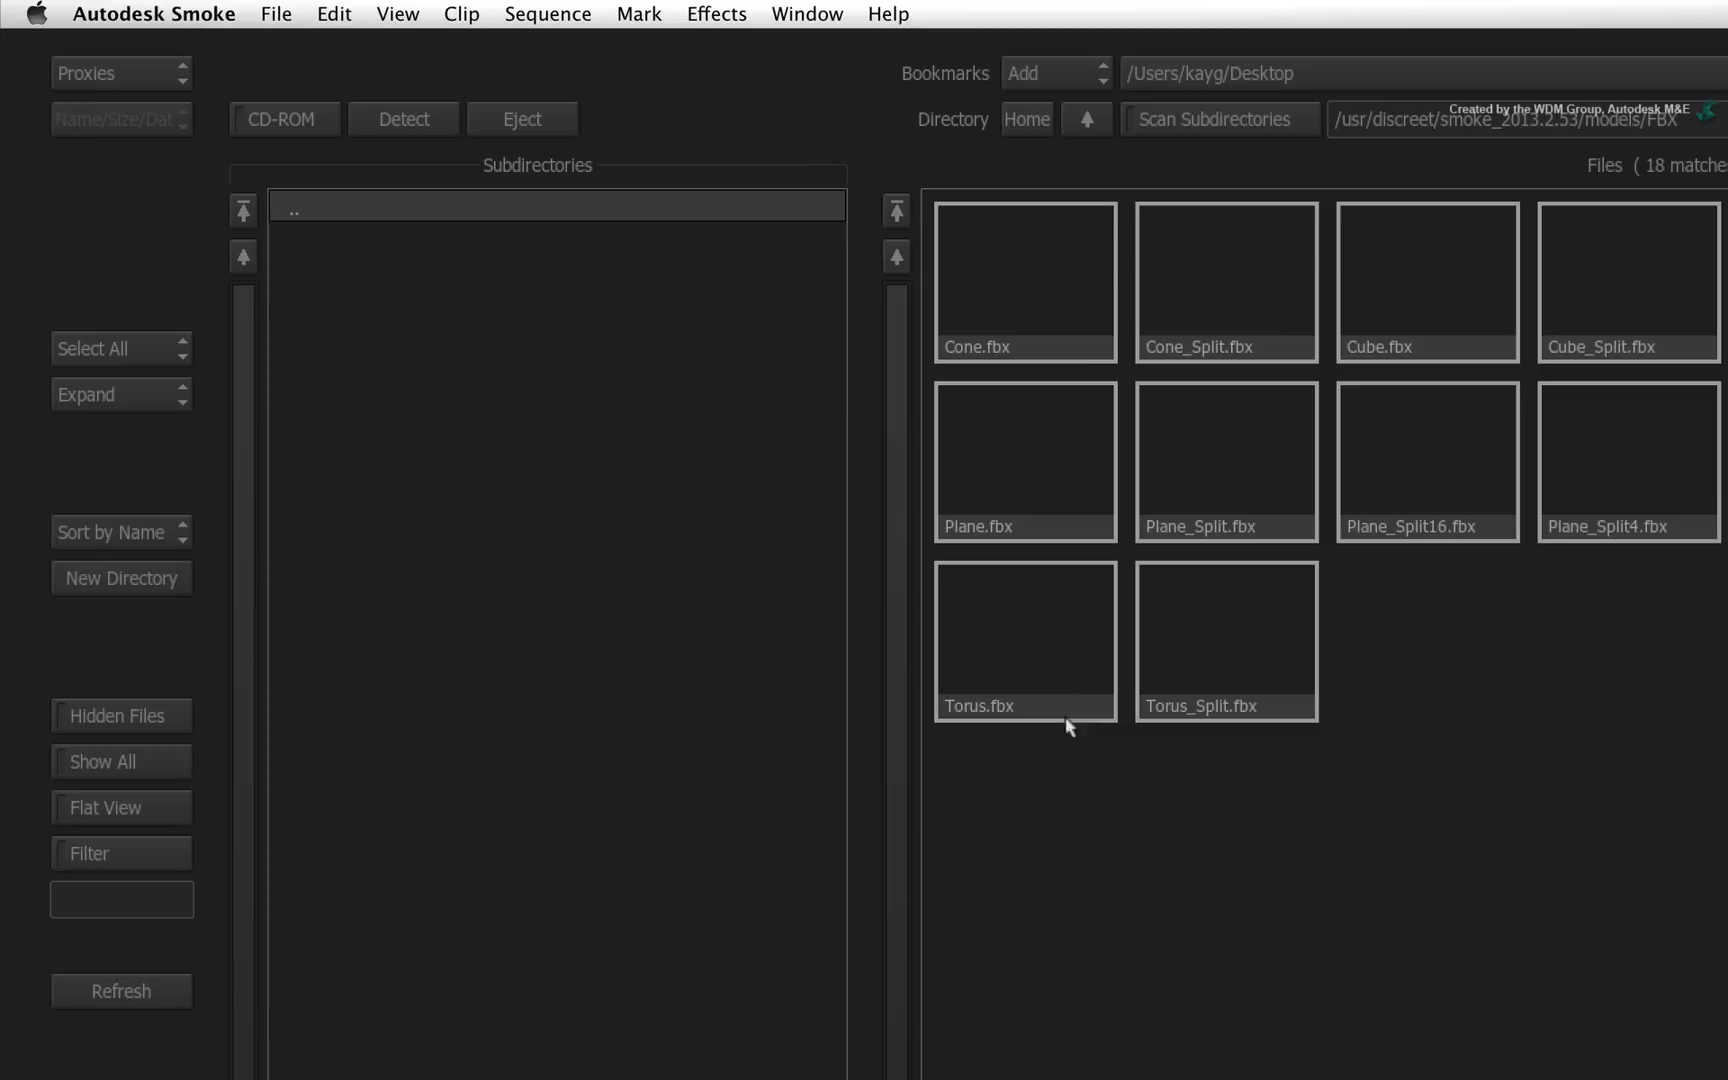 Autodesk Smoke File Edit View Clip Sequence Mark Effects Window Help
Proxies Bookmarks Add /Users/kayg/Desktop
Name/Size/Dat CD-ROM Detect Eject Directory Home Scan Subdirectories /usr/discreet/smoke_2013.2.53/models/FBX
Created by the WDM Group, Autodesk M&E
Subdirectories Files ( 18 matche
..
Select All Cone.fbx Cone_Split.fbx Cube.fbx Cube_Split.fbx
Expand
Sort by Name Plane.fbx Plane_Split.fbx Plane_Split16.fbx Plane_Split4.fbx
New Directory
Hidden Files Torus.fbx Torus_Split.fbx
Show All
Flat View
Filter
Refresh